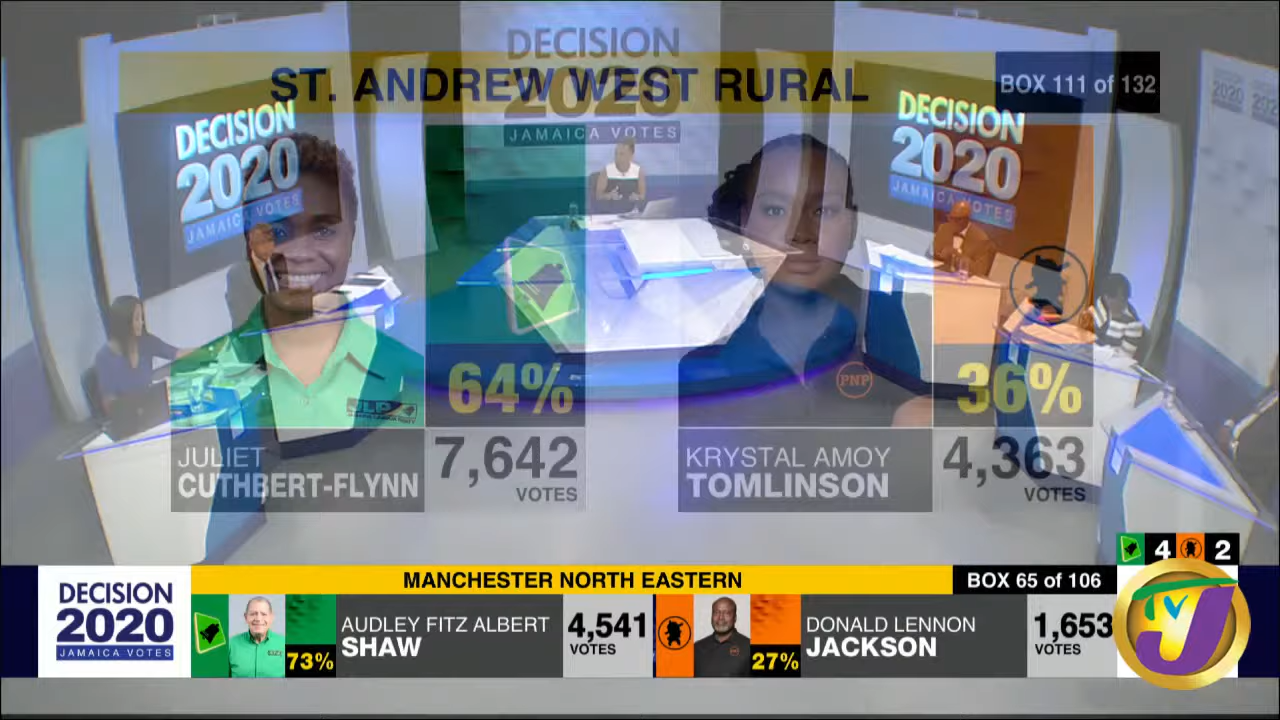 ST. ANDREW WEST RURAL
BOX 111 of 132
DECISION
2020
JAMAICA VOTES
DECISION
2020
JAMAICA VOTES
DECISION
2020
JAMAICA VOTES
JLP
PNP
64%
36%
JULIET
CUTHBERT-FLYNN
7,642
VOTES
KRYSTAL AMOY
TOMLINSON
4,363
VOTES
4
2
DECISION
2020
JAMAICA VOTES
MANCHESTER NORTH EASTERN
BOX 65 of 106
73%
AUDLEY FITZ ALBERT
SHAW
4,541
VOTES
27%
DONALD LENNON
JACKSON
1,653
VOTES
TVJ